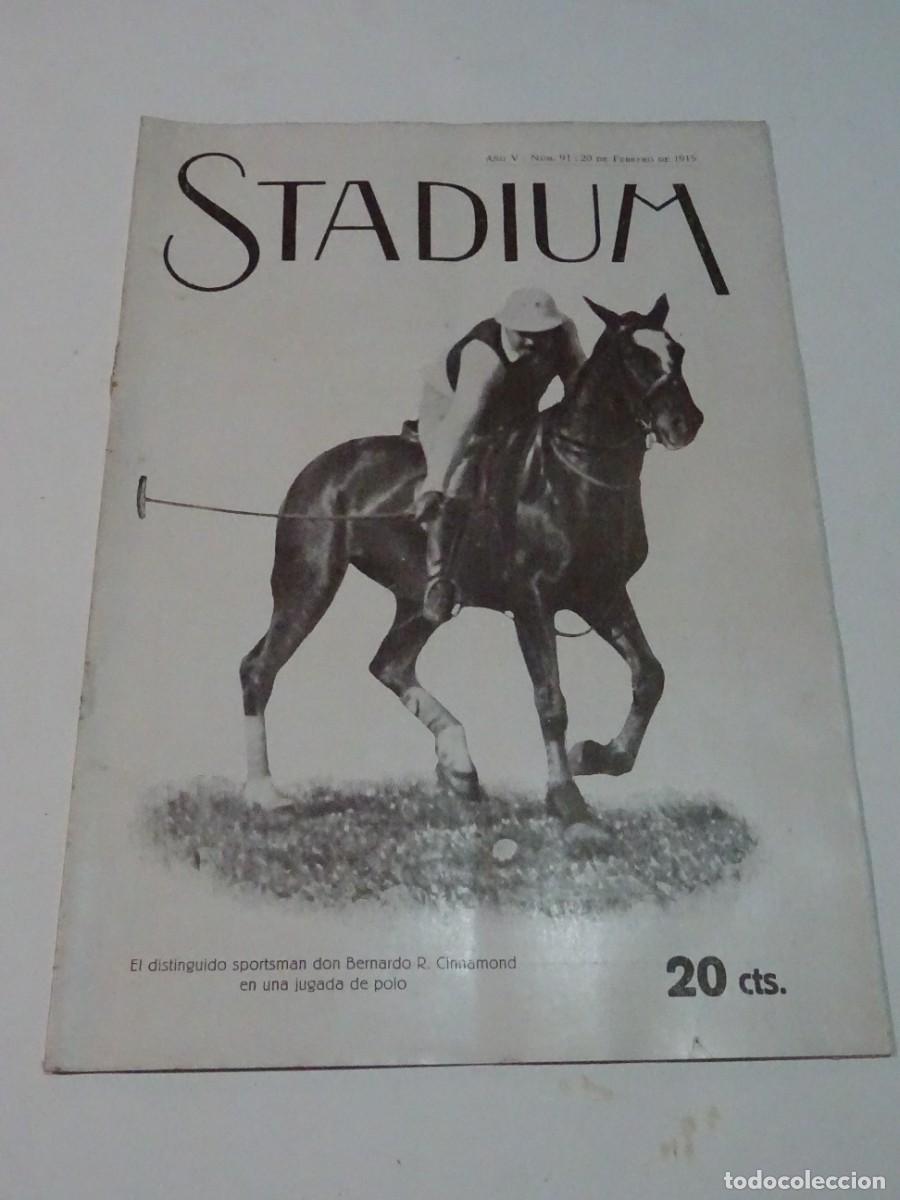 Año V - Núm. 91 : 20 de Febrero de 1915
STADIUM
El distinguido sportsman don Bernardo R. Cinnamond
en una jugada de polo
20 cts.
todocoleccion